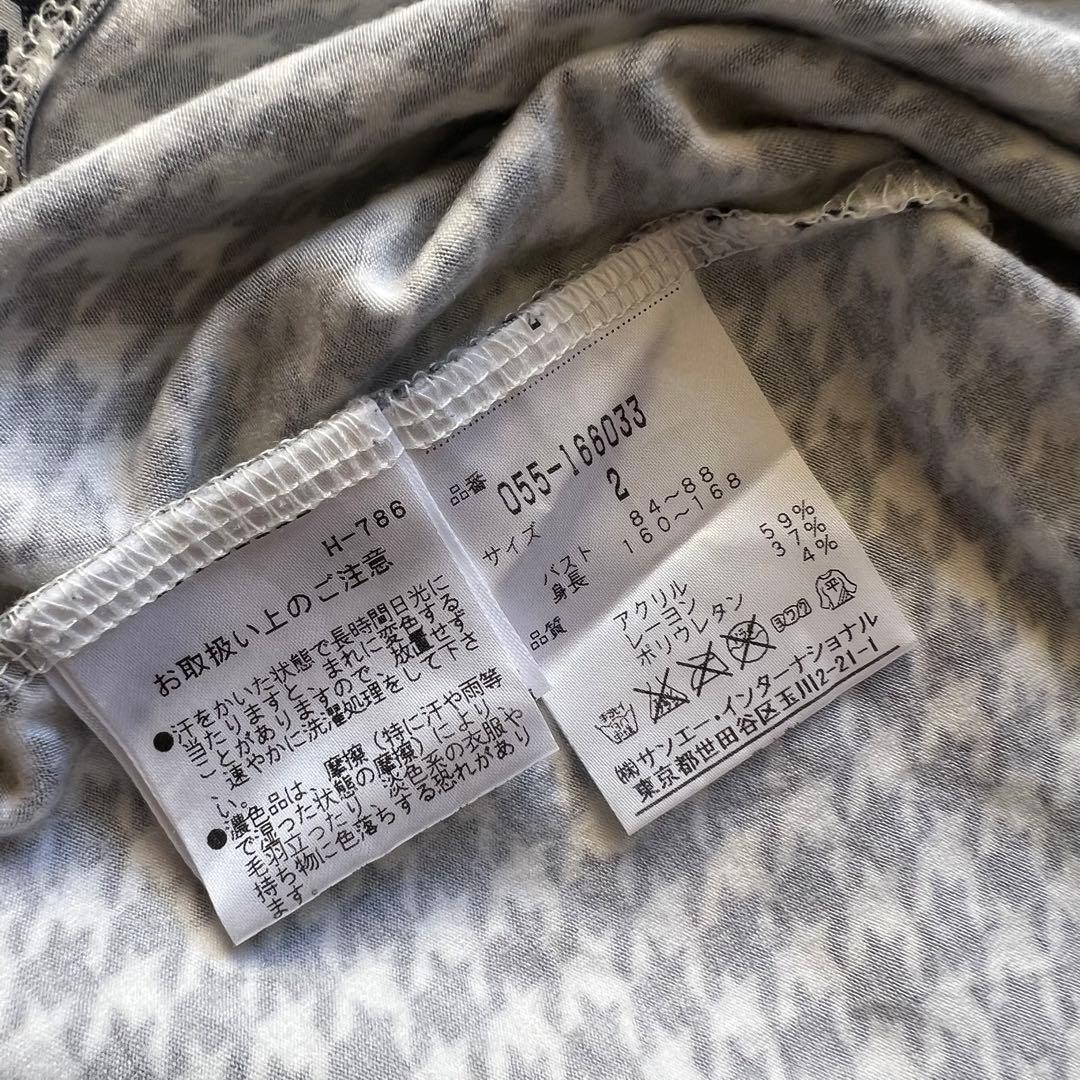 H-786
お取扱い上のご注意
●汗をかいた状態で長時間日光に
当たりますと、まれに変色する
ことがありますので、放置せず
速やかに洗濯処理をして下さ
い。
●濃色品は、摩擦(特に汗や雨等
で湿った状態の摩擦)により、
毛羽立ったり、淡色系の衣服や
持ち物に色落ちする恐れがあり
ます。
品番 055-166033
サイズ 2
バスト 84～88
身長 160～168
品質 アクリル 59%
レーヨン 37%
ポリウレタン 4%
手洗イ ヨワク 平
㈱サンエー・インターナショナル
東京都世田谷区玉川2-21-1